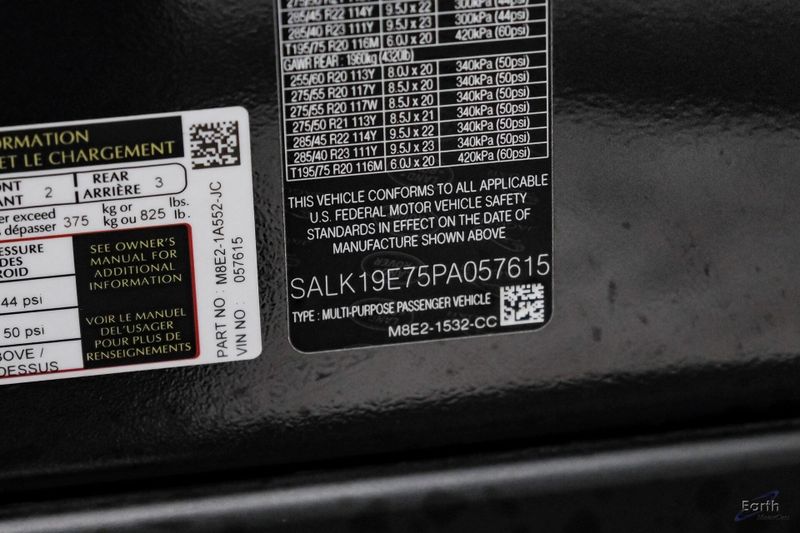 ORMATION
ET LE CHARGEMENT
2
REAR
ARRIÈRE 3
er exceed
dépasser 375 kg or
kg ou 825 lbs.
lb.
SEE OWNER'S
MANUAL FOR
ADDITIONAL
INFORMATION
44 psi
50 psi
VOIR LE MANUEL
DEL'USAGER
POUR PLUS DE
RENSEIGNEMENTS
BOVE /
DESSUS
PART NO : M8E2-1A552-JC
VIN NO : 057615
285/45 R22 114Y 9.5J x 22 300kPa (44psi)
285/40 R23 111Y 9.5J x 23 340kPa (50psi)
T195/75 R20 116M 6.0J x 20 420kPa (60psi)
GAWR REAR : 1960kg (4320lb)
255/60 R20 113Y 8.0J x 20 340kPa (50psi)
275/55 R20 117Y 8.5J x 20 340kPa (50psi)
275/55 R20 117W 8.5J x 20 340kPa (50psi)
275/50 R21 113Y 8.5J x 21 340kPa (50psi)
285/45 R22 114Y 9.5J x 22 340kPa (50psi)
285/40 R23 111Y 9.5J x 23 340kPa (50psi)
T195/75 R20 116M 6.0J x 20 420kPa (60psi)
THIS VEHICLE CONFORMS TO ALL APPLICABLE
U.S. FEDERAL MOTOR VEHICLE SAFETY
STANDARDS IN EFFECT ON THE DATE OF
MANUFACTURE SHOWN ABOVE
SALK19E75PA057615
TYPE : MULTI-PURPOSE PASSENGER VEHICLE
M8E2-1532-CC
Earth
MotorCars